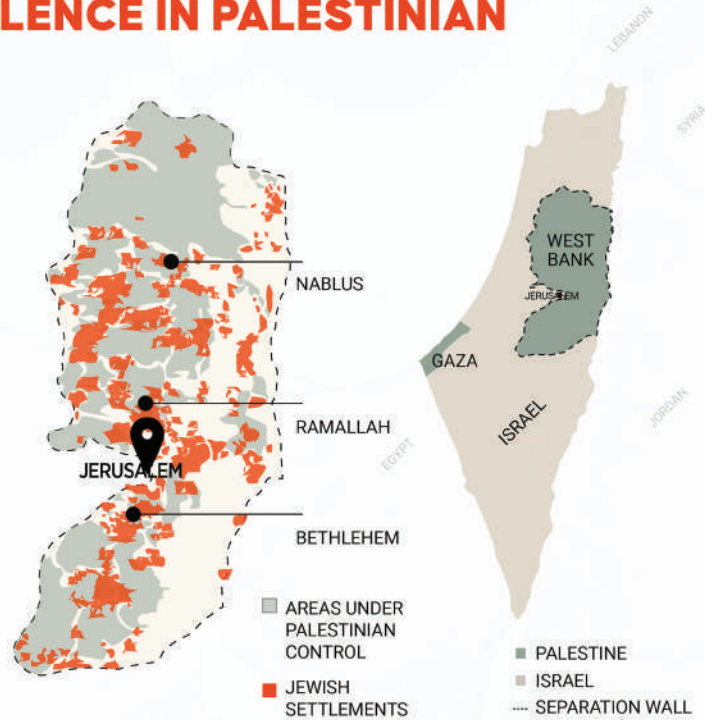 LENCE IN PALESTINIAN
LEBANON
SYRIA
WEST
BANK
NABLUS
JERUSALEM
GAZA
RAMALLAH
ISRAEL
JORDAN
EGYPT
JERUSALEM
BETHLEHEM
AREAS UNDER
PALESTINIAN
CONTROL
JEWISH
SETTLEMENTS
PALESTINE
ISRAEL
SEPARATION WALL